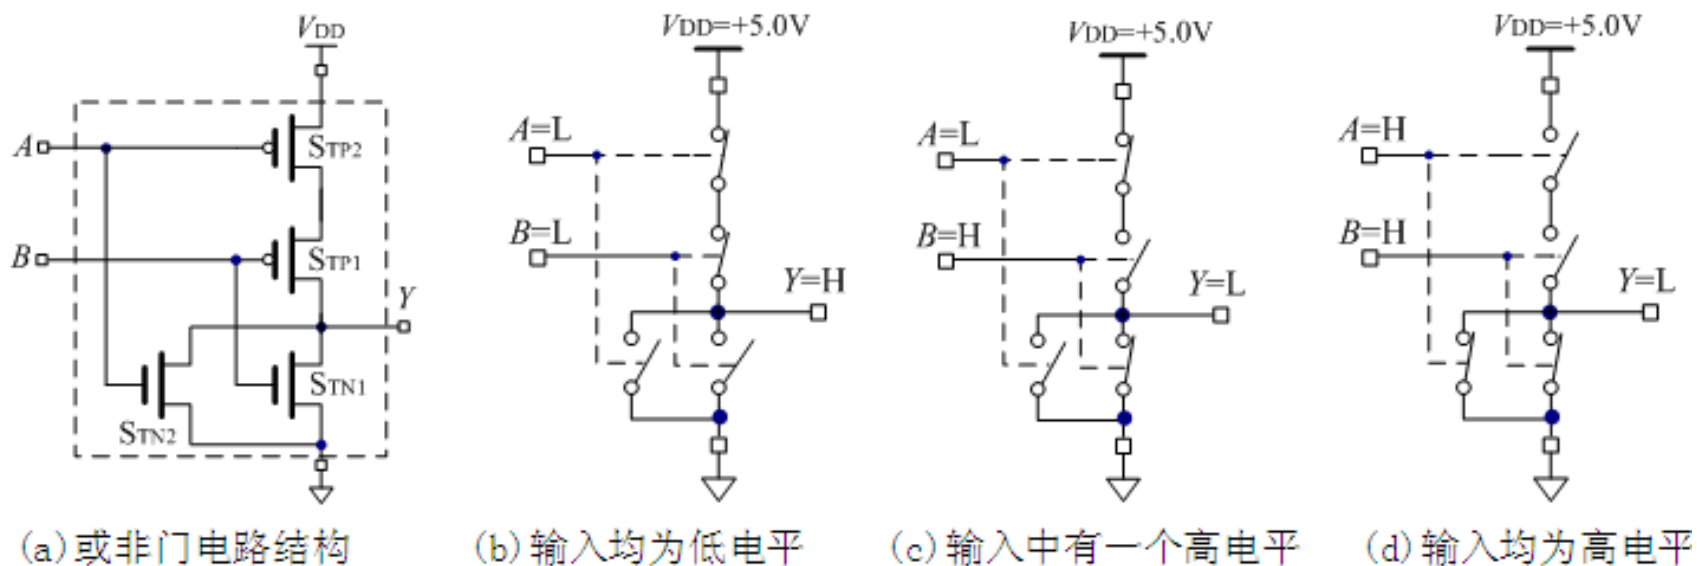 VDD
A
STP2
B
STP1
Y
STN1
STN2
(a)或非门电路结构
VDD=+5.0V
A=L
B=L
Y=H
(b)输入均为低电平
VDD=+5.0V
A=L
B=H
Y=L
(c)输入中有一个高电平
VDD=+5.0V
A=H
B=H
Y=L
(d)输入均为高电平